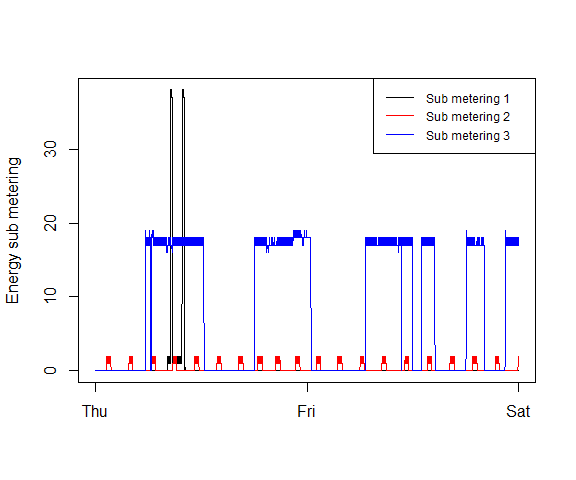 Sub metering 1
Sub metering 2
Sub metering 3
Energy sub metering
30
20
10
0
Thu
Fri
Sat